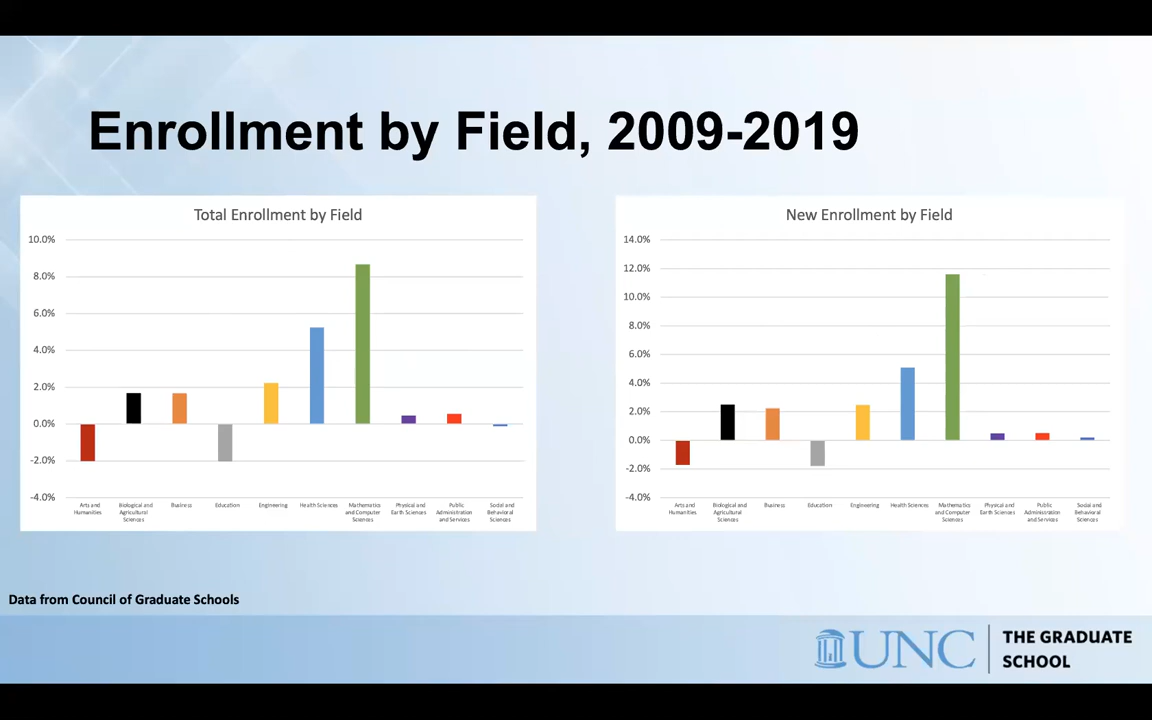 Enrollment by Field, 2009-2019
Total Enrollment by Field
10.0%
8.0%
6.0%
4.0%
2.0%
0.0%
-2.0%
-4.0%
Arts and
Humanities
Biological and
Agricultural
Sciences
Business
Education
Engineering
Health Sciences
Mathematics
and Computer
Sciences
Physical and
Earth Sciences
Public
Administration
and Services
Social and
Behavioral
Sciences
New Enrollment by Field
14.0%
12.0%
10.0%
8.0%
6.0%
4.0%
2.0%
0.0%
-2.0%
-4.0%
Arts and
Humanities
Biological and
Agricultural
Sciences
Business
Education
Engineering
Health Sciences
Mathematics
and Computer
Sciences
Physical and
Earth Sciences
Public
Administration
and Services
Social and
Behavioral
Sciences
Data from Council of Graduate Schools
UNC
THE GRADUATE
SCHOOL